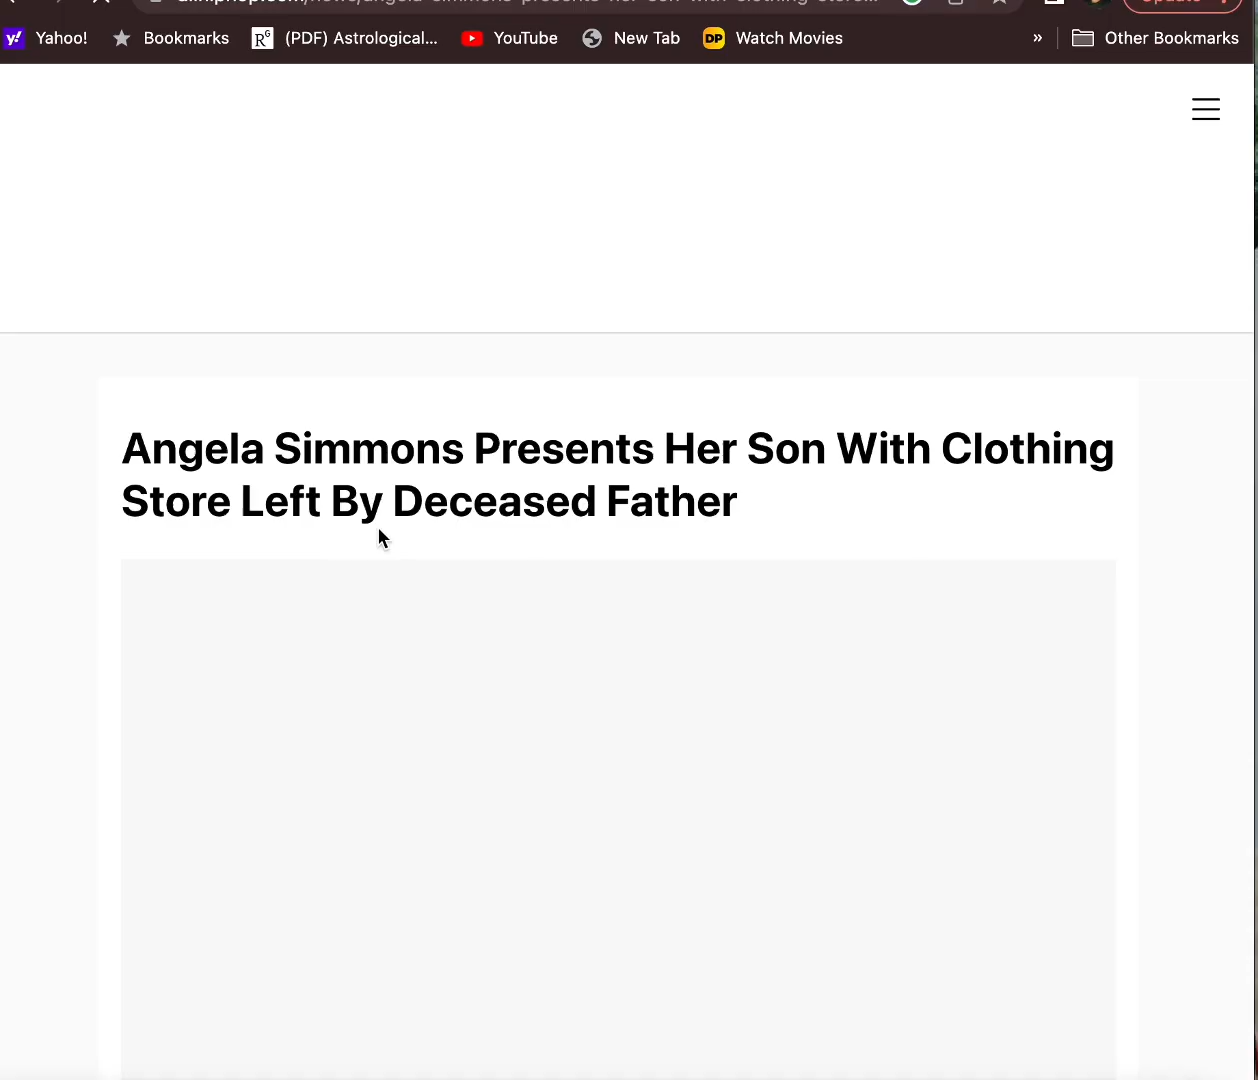 Yahoo! Bookmarks (PDF) Astrological... YouTube New Tab DP Watch Movies » Other Bookmarks
Angela Simmons Presents Her Son With Clothing
Store Left By Deceased Father